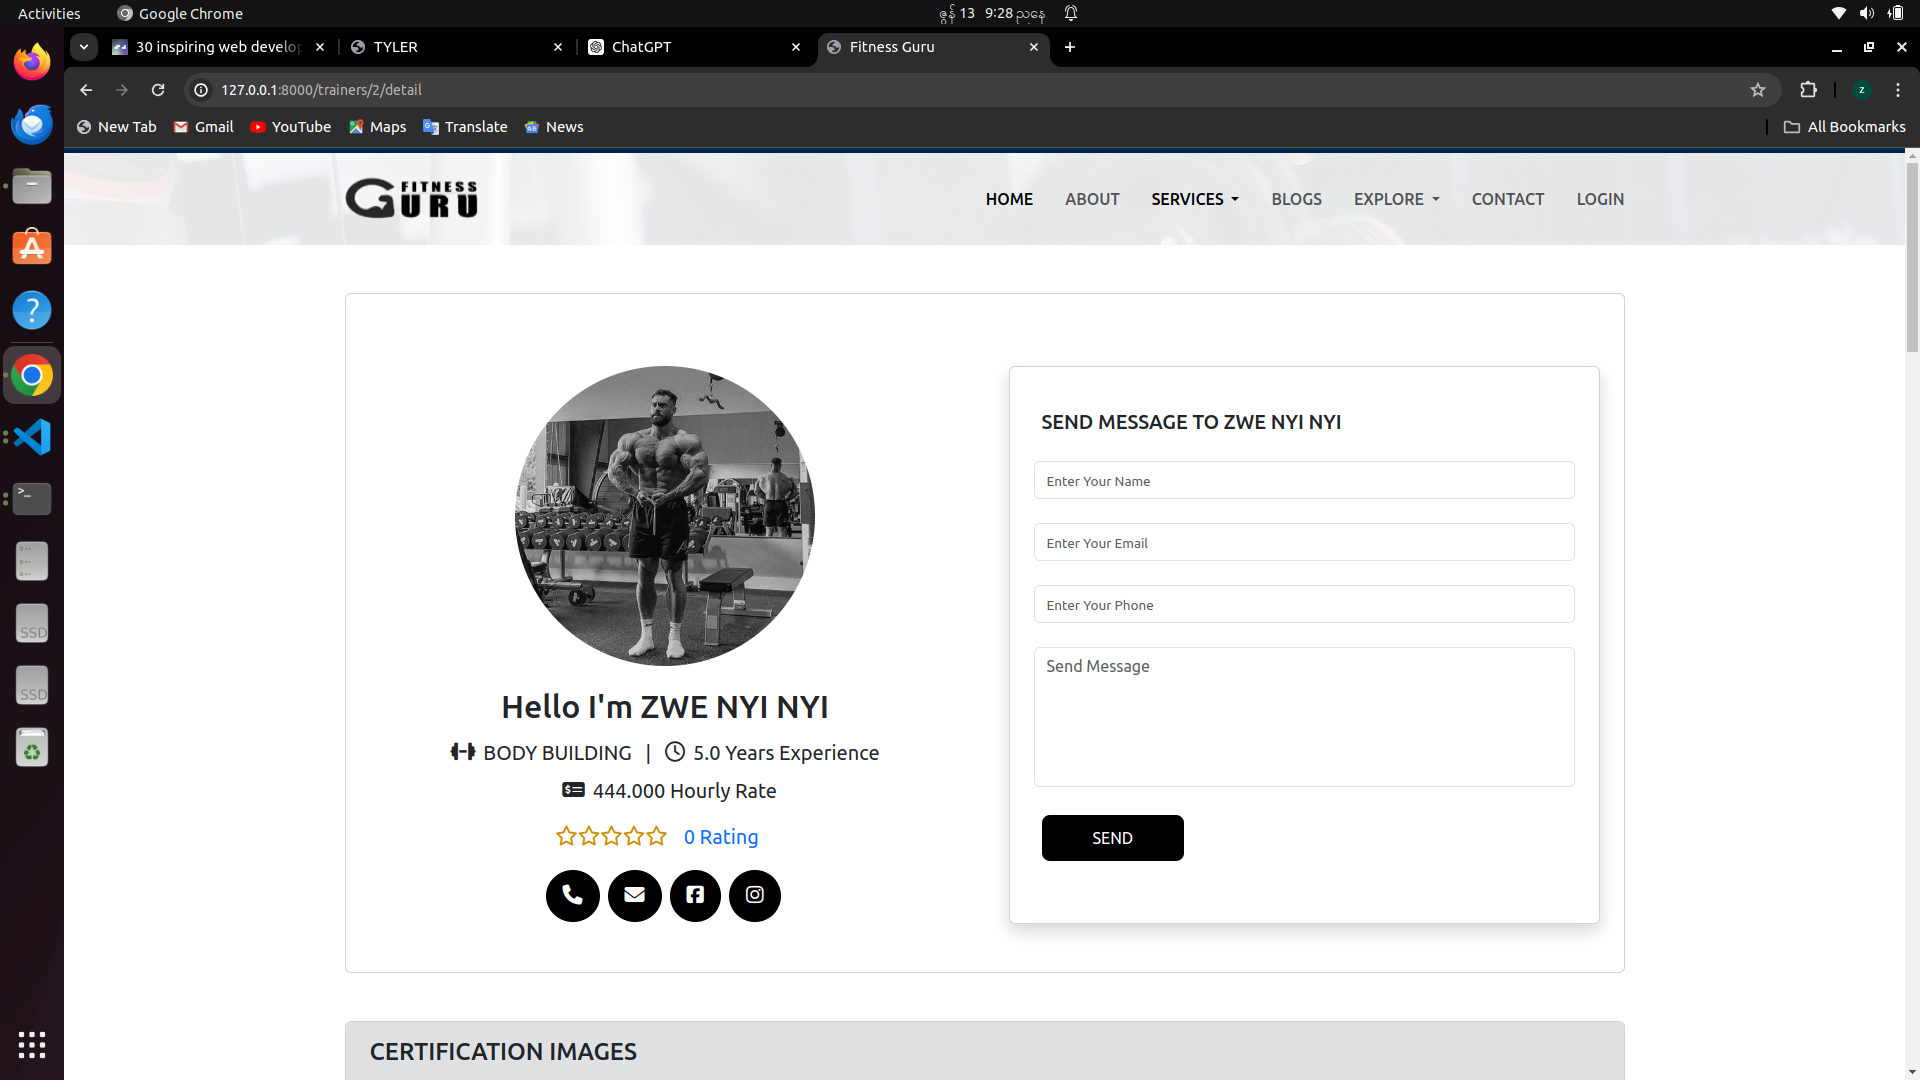 Activities
Google Chrome
ဇွန် 13 9:28 ညနေ
30 inspiring web develop
TYLER
ChatGPT
Fitness Guru
127.0.0.1:8000/trainers/2/detail
z
New Tab
Gmail
YouTube
Maps
Translate
News
All Bookmarks
FITNESS
GURU
HOME
ABOUT
SERVICES
BLOGS
EXPLORE
CONTACT
LOGIN
Hello I'm ZWE NYI NYI
BODY BUILDING | 5.0 Years Experience
444.000 Hourly Rate
0 Rating
SEND MESSAGE TO ZWE NYI NYI
Enter Your Name
Enter Your Email
Enter Your Phone
Send Message
SEND
CERTIFICATION IMAGES
SSD
SSD